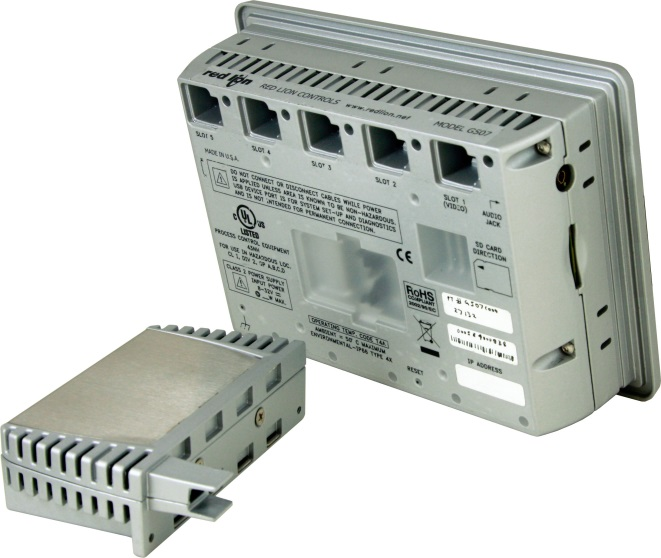 red lion
RED LION CONTROLS www.redlion.net MODEL G507
SLOT 5
SLOT 4
SLOT 3
SLOT 2
SLOT 1
(VIDEO)
AUDIO
JACK
SD CARD
DIRECTION
MADE IN U.S.A.
DO NOT CONNECT OR DISCONNECT CABLES WHILE POWER
IS APPLIED UNLESS AREA IS KNOWN TO BE NON-HAZARDOUS.
USB DEVICE PORT IS FOR SYSTEM SET-UP AND DIAGNOSTICS
AND IS NOT INTENDED FOR PERMANENT CONNECTION.
C UL US
LISTED
PROCESS CONTROL EQUIPMENT
FOR USE IN HAZARDOUS LOC.
CL 1, DIV 2, GP A,B,C,D
CLASS 2 POWER SUPPLY
INPUT POWER
W MAX.
CE
RoHS
COMPLIANT
OPERATING TEMP. CODE T4A
AMBIENT = 50° C MAXIMUM
ENVIRONMENTAL-IP66 TYPE 4X
RESET
IP ADDRESS